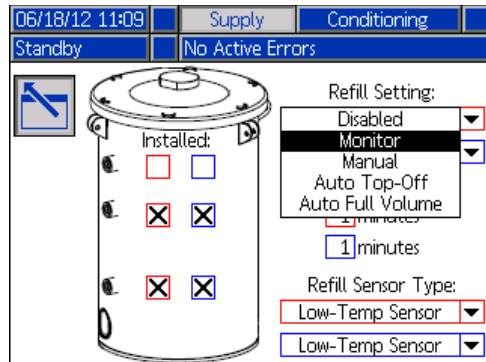 06/18/12 11:09 Supply Conditioning
Standby No Active Errors
Refill Setting:
Installed:
Disabled
Monitor
Manual
Auto Top-Off
Auto Full Volume
minutes
1 minutes
Refill Sensor Type:
Low-Temp Sensor
Low-Temp Sensor